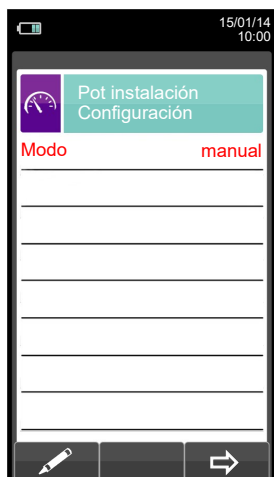 15/01/14
10:00
Pot instalación
Configuración
Modo manual